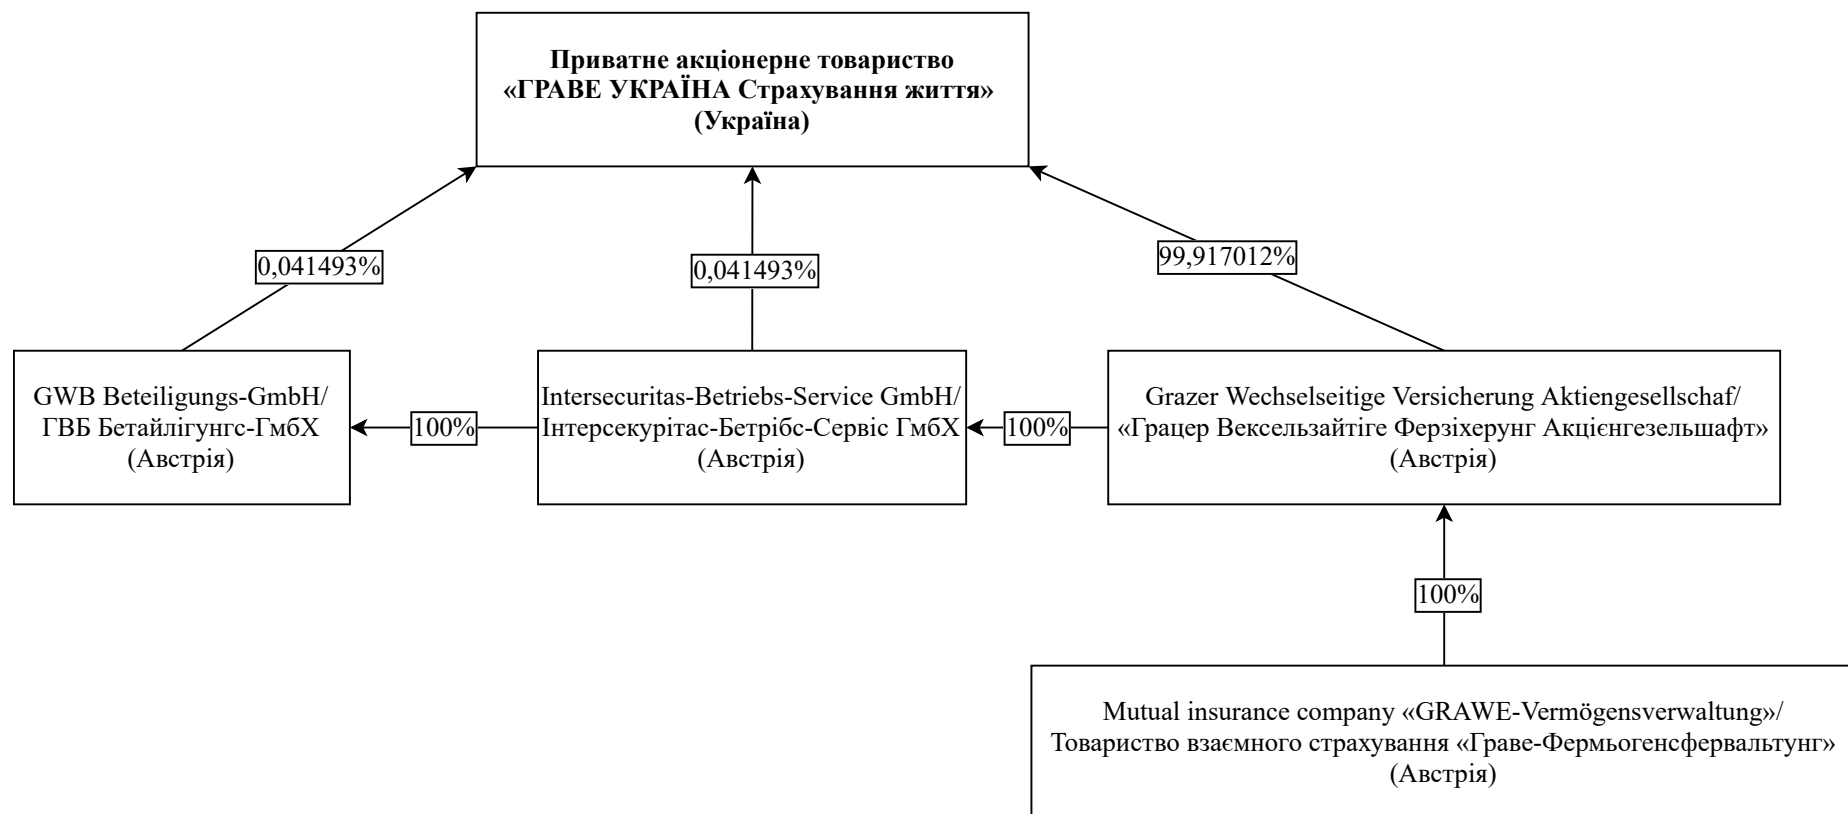 Приватне акціонерне товариство
«ГРАВЕ УКРАЇНА Страхування життя»
(Україна)
0,041493%
0,041493%
99,917012%
GWB Beteiligungs-GmbH/
ГВБ Бетайлігунгс-ГмбХ
(Австрія)
100%
Intersecuritas-Betriebs-Service GmbH/
Інтерсекурітас-Бетрібс-Сервіс ГмбХ
(Австрія)
100%
Grazer Wechselseitige Versicherung Aktiengesellschaf/
«Грацер Вексельзайтіге Ферзіхерунг Акцієнгезельшафт»
(Австрія)
100%
Mutual insurance company «GRAWE-Vermögensverwaltung»/
Товариство взаємного страхування «Граве-Фермьогенсфервальтунг»
(Австрія)